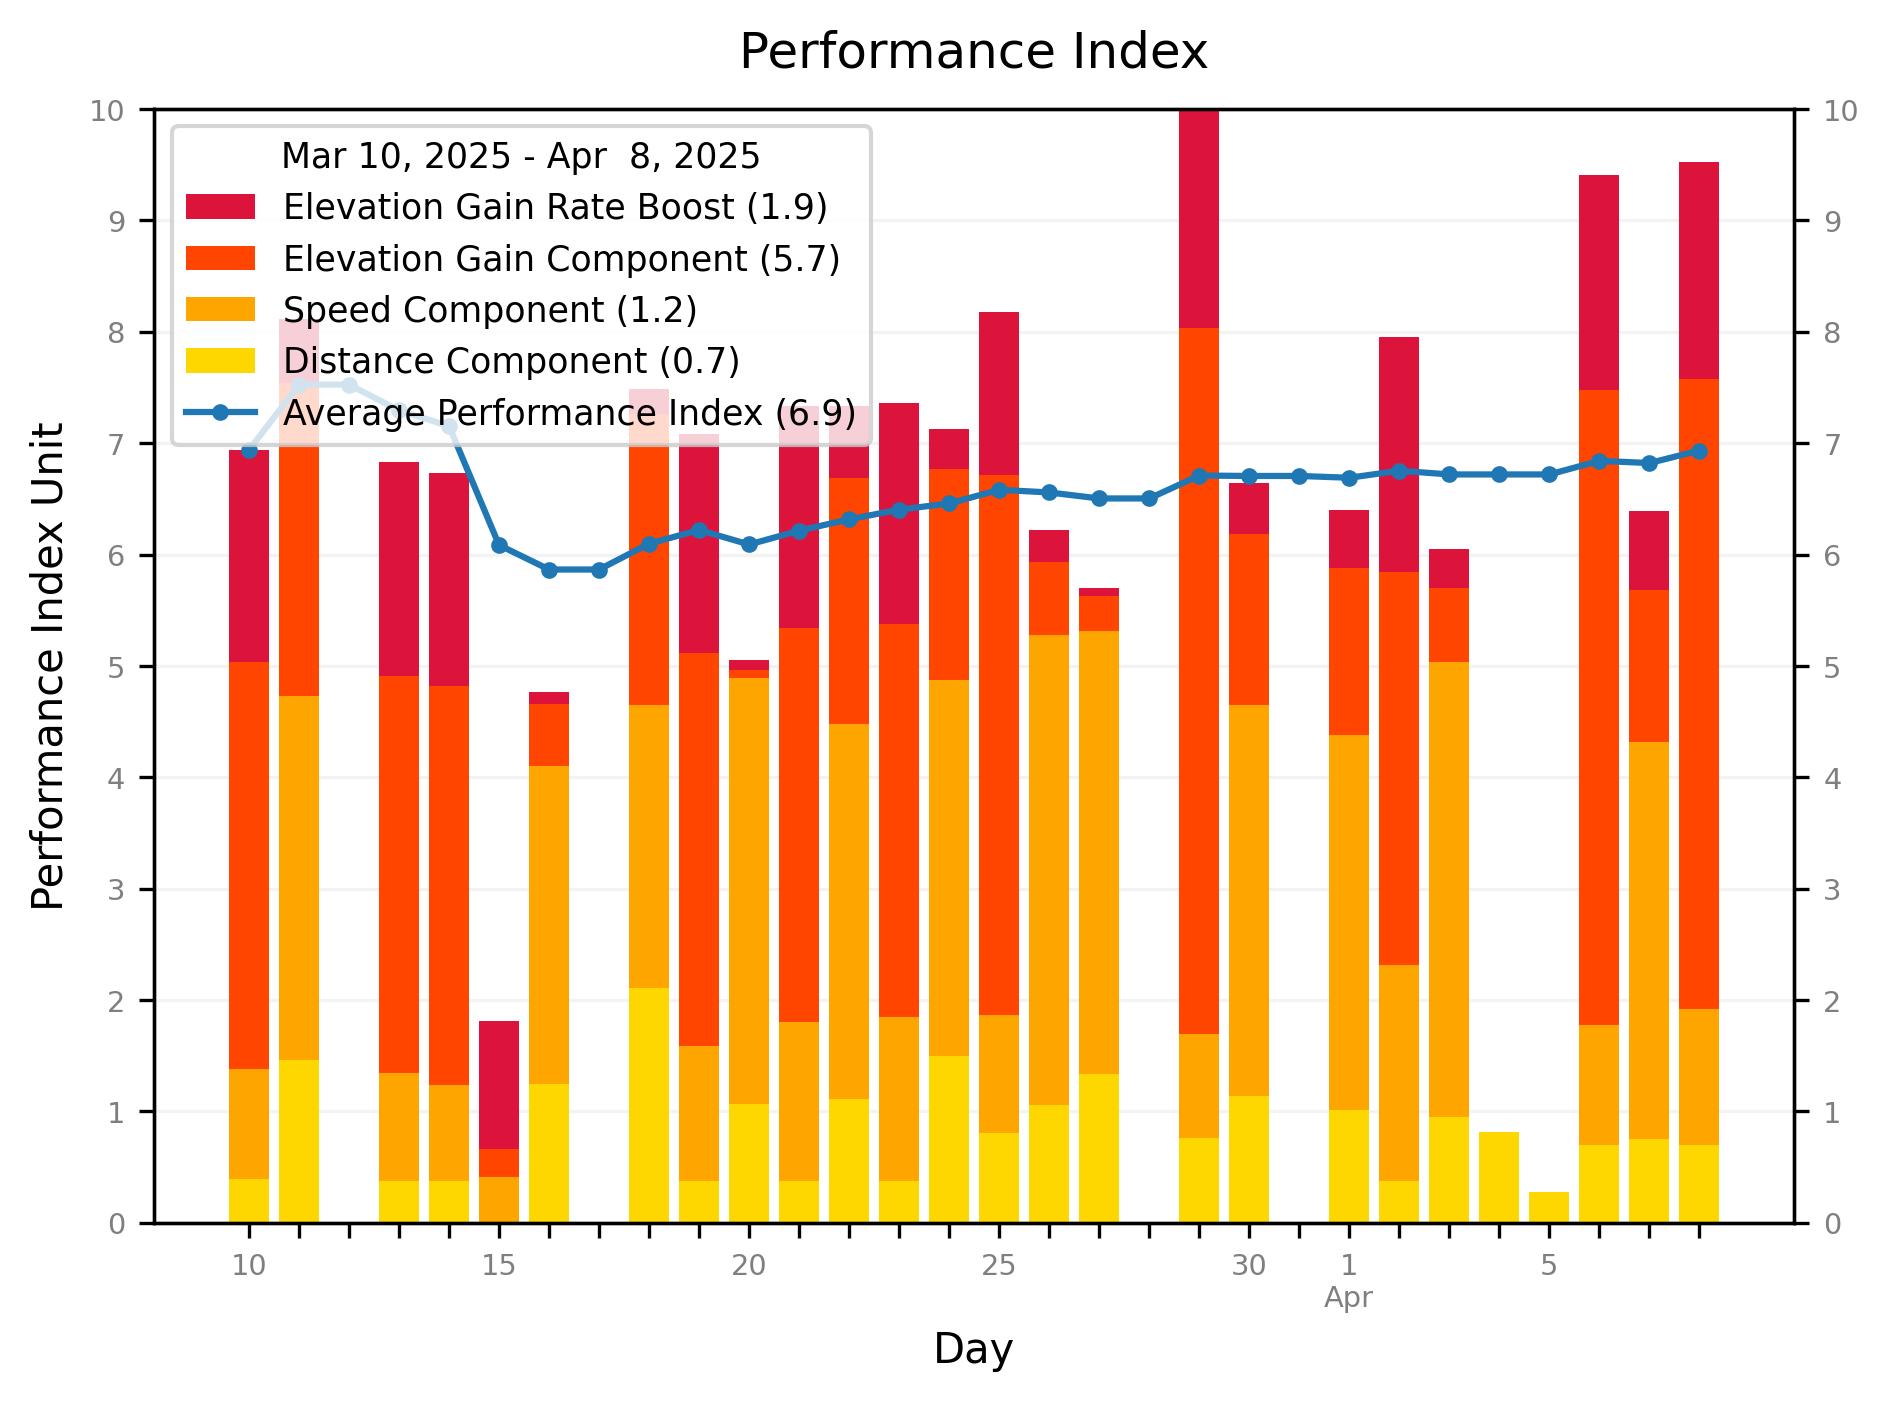 Performance Index
Mar 10, 2025 - Apr  8, 2025
Elevation Gain Rate Boost (1.9)
Elevation Gain Component (5.7)
Speed Component (1.2)
Distance Component (0.7)
Average Performance Index (6.9)
Performance Index Unit
10
9
8
7
6
5
4
3
2
1
0
10
9
8
7
6
5
4
3
2
1
0
10 15 20 25 30 1 5
Apr
Day